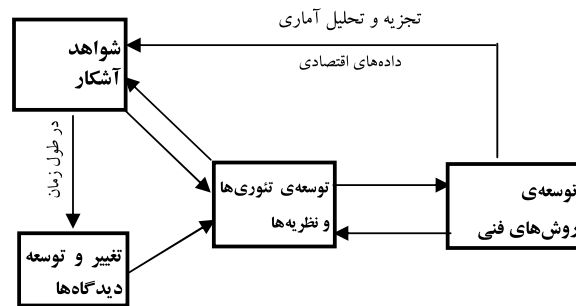 تجزیه و تحلیل آماری
داده‌های اقتصادی
شواهد
آشکار
در طول زمان
توسعه‌ی تئوری‌ها
و نظریه‌ها
توسعه‌ی
روش‌های فنی
تغییر و توسعه
دیدگاه‌ها